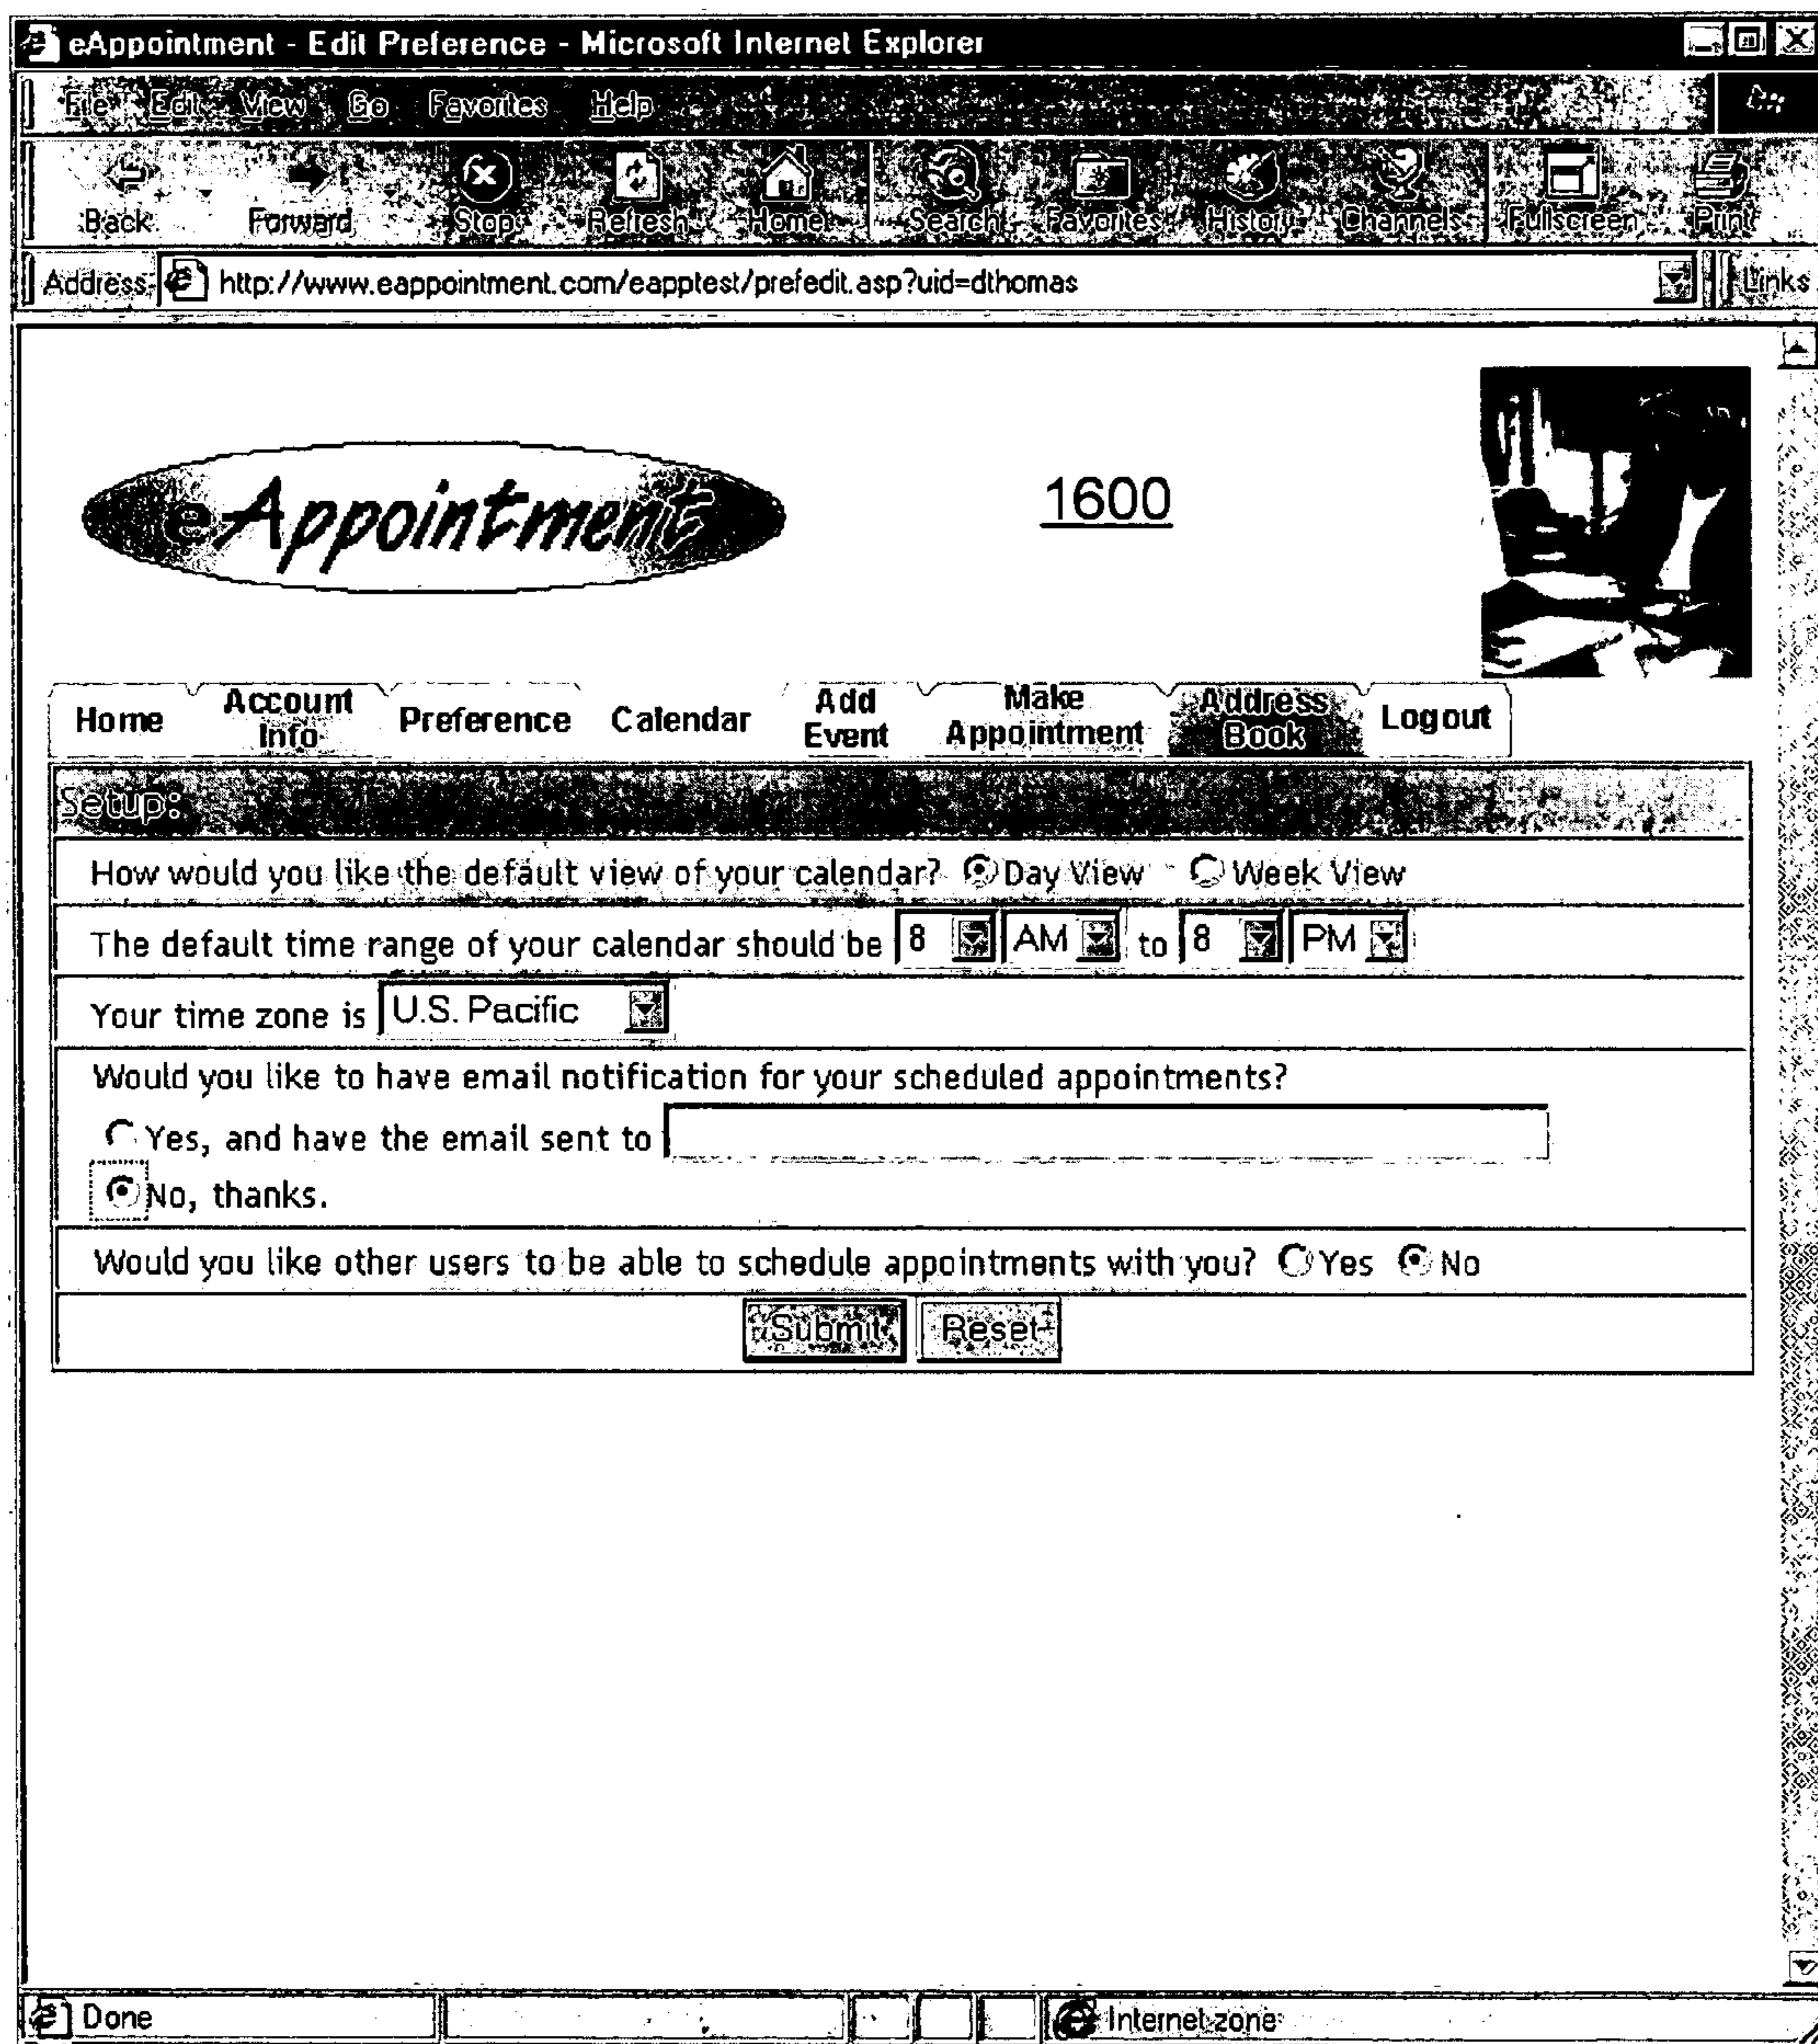 eAppointment - Edit Preference - Microsoft Internet Explorer
File Edit View Go Favorites Help
Back Forward Stop Refresh Home Search Favorites History Channels Fullscreen Print
Address http://www.eappointment.com/eapptest/prefedit.asp?uid=dthomas Links
eAppointment
1600
Home Account Info Preference Calendar Add Event Make Appointment Address Book Logout
Setup:
How would you like the default view of your calendar? Day View Week View
The default time range of your calendar should be 8 AM to 8 PM
Your time zone is U.S. Pacific
Would you like to have email notification for your scheduled appointments?
Yes, and have the email sent to
No, thanks.
Would you like other users to be able to schedule appointments with you? Yes No
Submit Reset
Done Internet zone